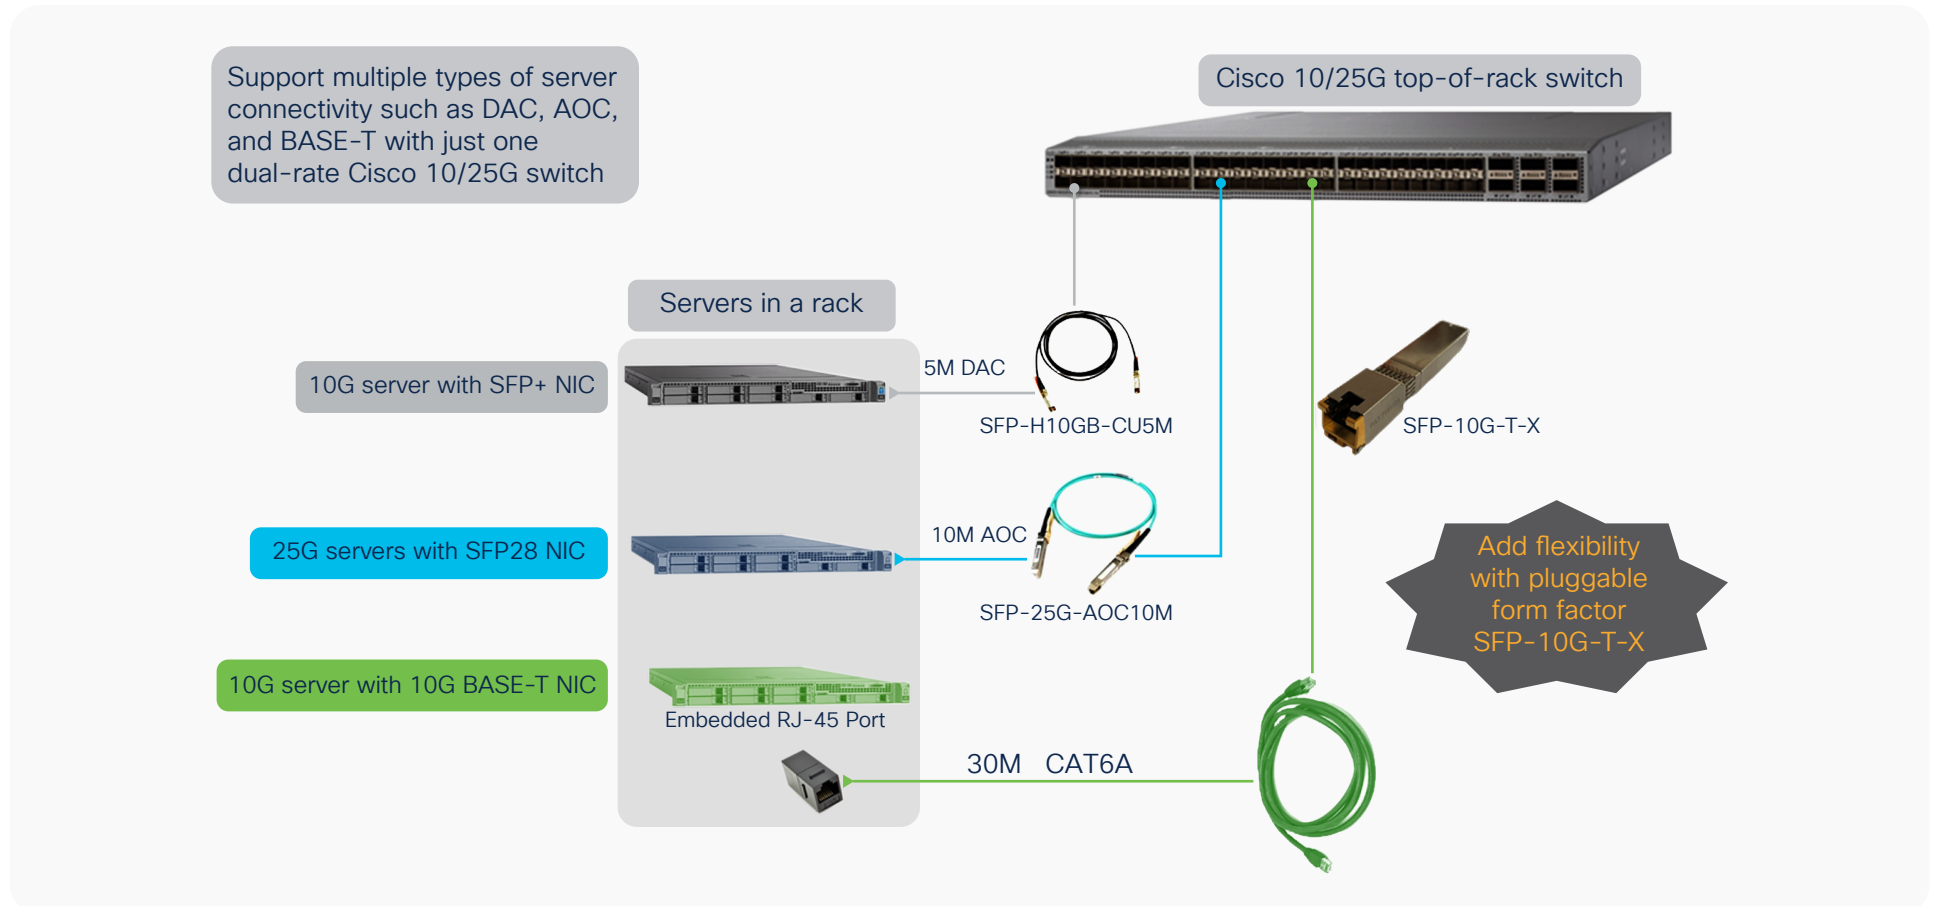 Support multiple types of server
connectivity such as DAC, AOC,
and BASE-T with just one
dual-rate Cisco 10/25G switch
Cisco 10/25G top-of-rack switch
Servers in a rack
10G server with SFP+ NIC
5M DAC
SFP-H10GB-CU5M
SFP-10G-T-X
25G servers with SFP28 NIC
10M AOC
SFP-25G-AOC10M
Add flexibility
with pluggable
form factor
SFP-10G-T-X
10G server with 10G BASE-T NIC
Embedded RJ-45 Port
30M CAT6A